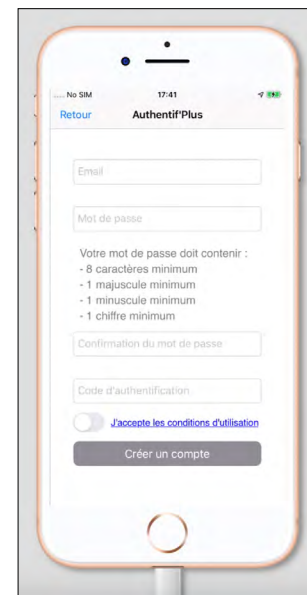 No SIM 17:41
Retour Authentif'Plus
Email
Mot de passe
Votre mot de passe doit contenir :
- 8 caractères minimum
- 1 majuscule minimum
- 1 minuscule minimum
- 1 chiffre minimum
Confirmation du mot de passe
Code d'authentification
J'accepte les conditions d'utilisation
Créer un compte